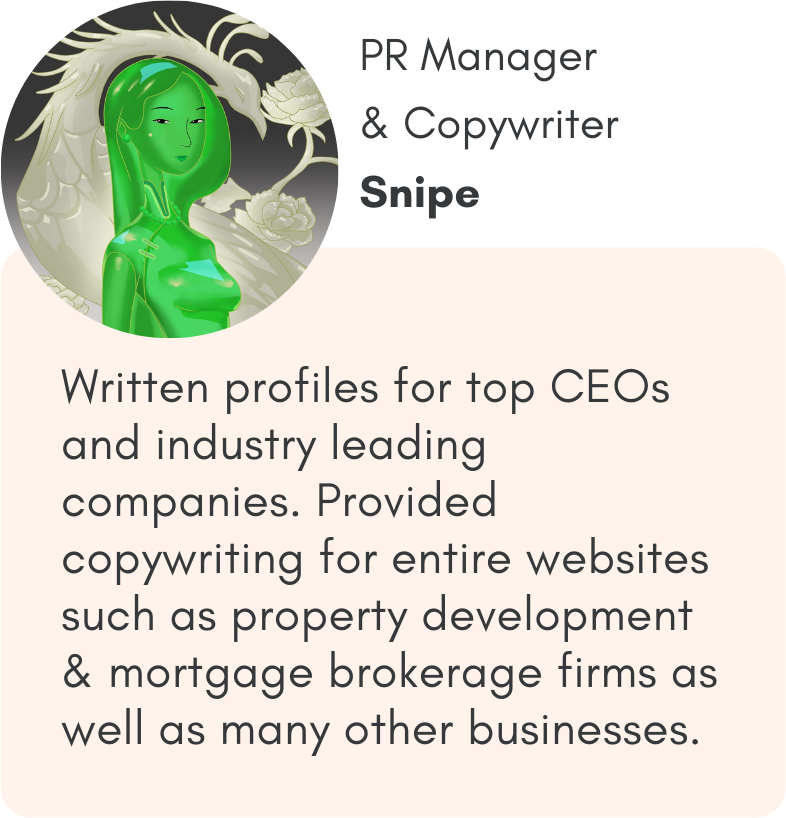 PR Manager
& Copywriter
Snipe
Written profiles for top CEOs
and industry leading
companies. Provided
copywriting for entire websites
such as property development
& mortgage brokerage firms as
well as many other businesses.